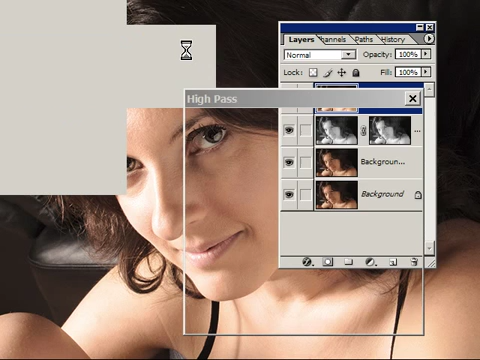 Layers
Channels
Paths
History
Normal
Opacity:
100%
Lock:
Fill:
100%
High Pass
...
Backgroun...
Background